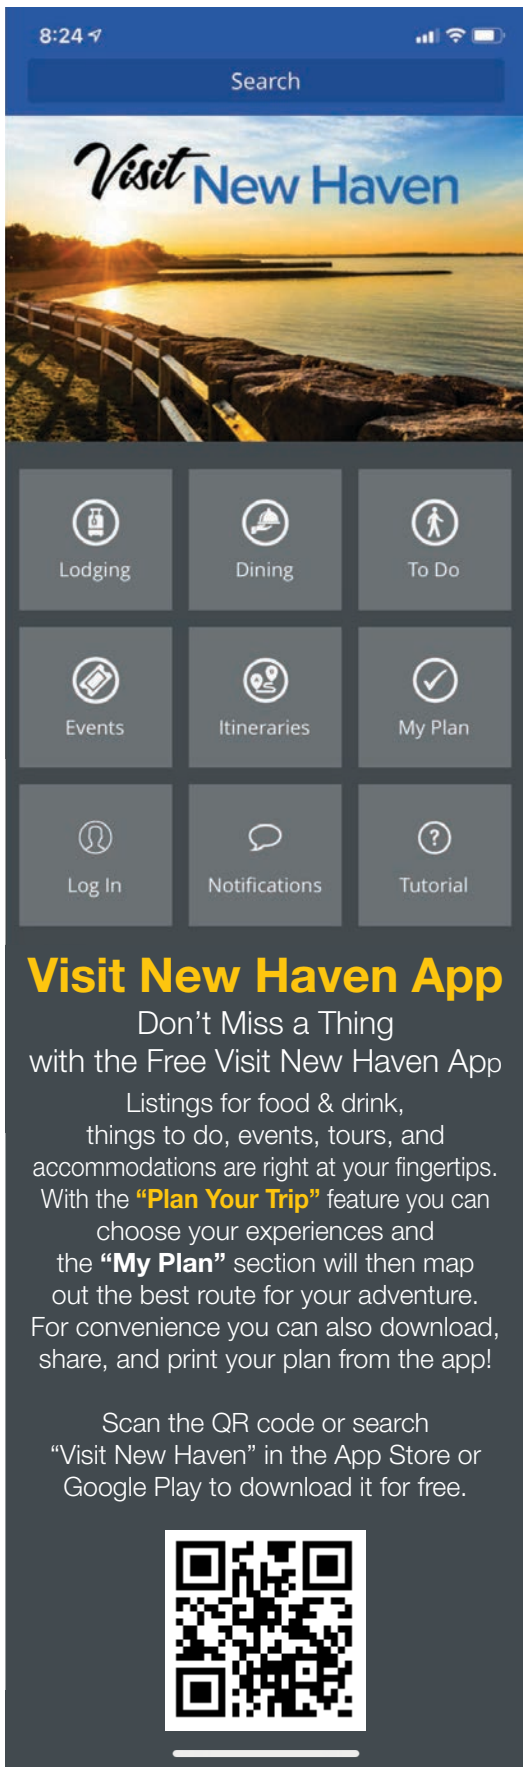 8:24
Search
Visit New Haven
Lodging
Dining
To Do
Events
Itineraries
My Plan
Log In
Notifications
Tutorial
Visit New Haven App
Don’t Miss a Thing
with the Free Visit New Haven App
Listings for food & drink,
things to do, events, tours, and
accommodations are right at your fingertips.
With the “Plan Your Trip” feature you can
choose your experiences and
the “My Plan” section will then map
out the best route for your adventure.
For convenience you can also download,
share, and print your plan from the app!
Scan the QR code or search
“Visit New Haven” in the App Store or
Google Play to download it for free.